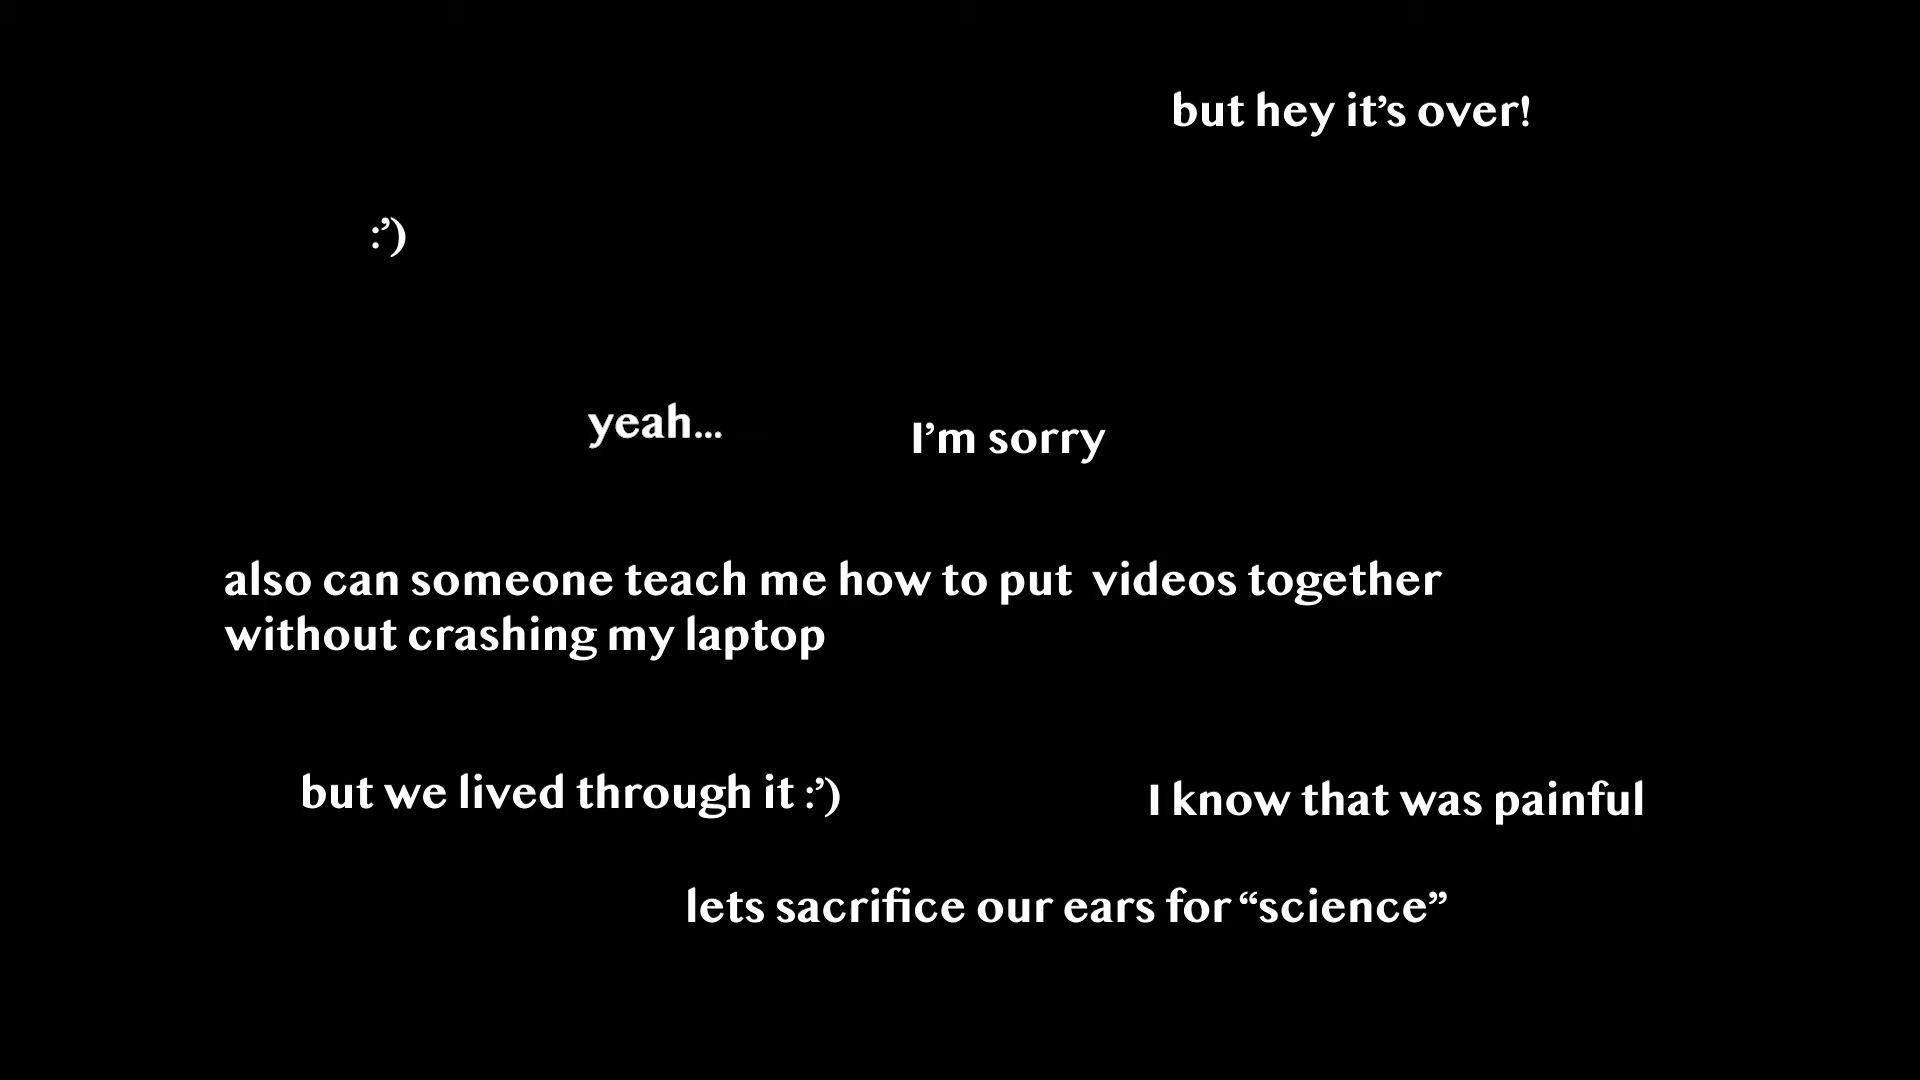 but hey it’s over!
:’)
yeah...
I’m sorry
also can someone teach me how to put  videos together
without crashing my laptop
but we lived through it :’)
I know that was painful
lets sacrifice our ears for “science”